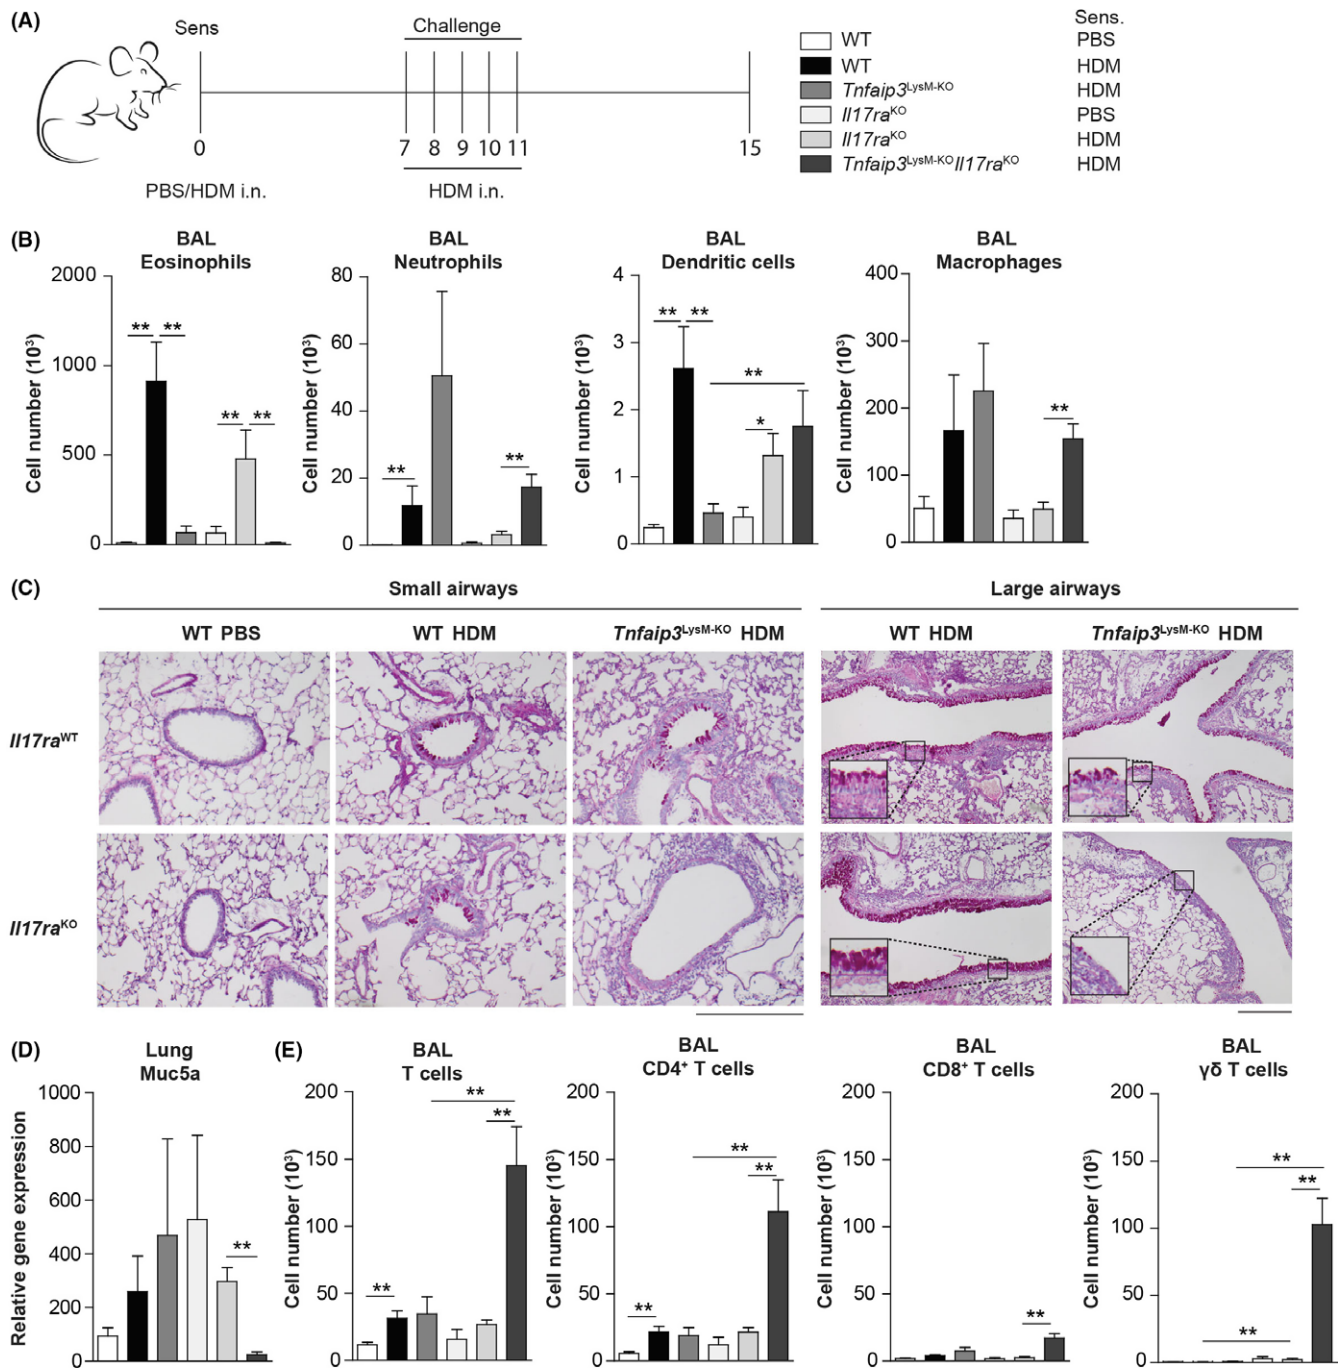 (A)
Sens
Challenge
0
7 8 9 10 11
15
PBS/HDM i.n.
HDM i.n.
Sens.
WT PBS
WT HDM
Tnfaip3LysM-KO HDM
Il17raKO PBS
Il17raKO HDM
Tnfaip3LysM-KOIl17raKO HDM
(B)
BAL
Eosinophils
Cell number (10³)
2000
1000
500
0
** **
** **
BAL
Neutrophils
Cell number (10³)
80
60
40
20
0
**
**
BAL
Dendritic cells
Cell number (10³)
4
3
2
1
0
** **
**
*
BAL
Macrophages
Cell number (10³)
400
300
200
100
0
**
(C)
Small airways
Large airways
WT PBS
WT HDM
Tnfaip3LysM-KO HDM
WT HDM
Tnfaip3LysM-KO HDM
Il17raWT
Il17raKO
(D)
Lung
Muc5a
Relative gene expression
1000
800
600
400
200
0
**
(E)
BAL
T cells
Cell number (10³)
200
150
100
50
0
**
**
**
BAL
CD4⁺ T cells
Cell number (10³)
200
150
100
50
0
**
**
**
BAL
CD8⁺ T cells
Cell number (10³)
200
150
100
50
0
**
BAL
γδ T cells
Cell number (10³)
200
150
100
50
0
**
**
**